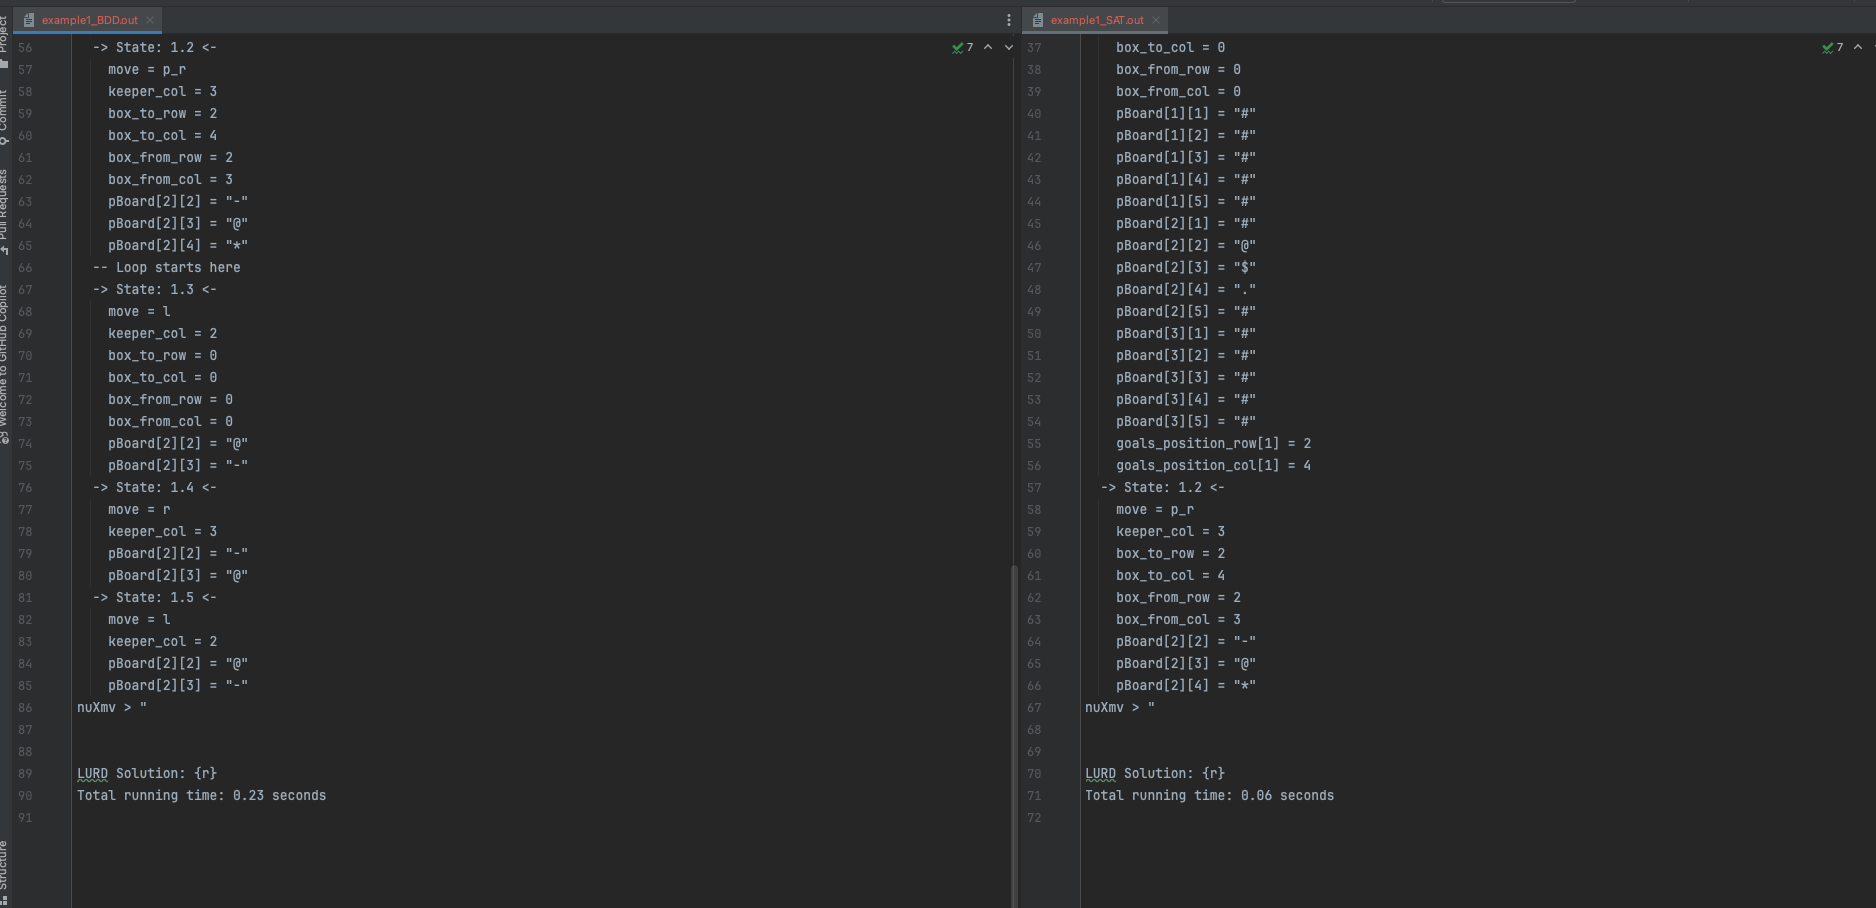 example1_BDD.out
example1_SAT.out
Project
Commit
Pull Requests
Welcome to GitHub Copilot
Structure
7
56 -> State: 1.2 <-
57 move = p_r
58 keeper_col = 3
59 box_to_row = 2
60 box_to_col = 4
61 box_from_row = 2
62 box_from_col = 3
63 pBoard[2][2] = "-"
64 pBoard[2][3] = "@"
65 pBoard[2][4] = "*"
66 -- Loop starts here
67 -> State: 1.3 <-
68 move = l
69 keeper_col = 2
70 box_to_row = 0
71 box_to_col = 0
72 box_from_row = 0
73 box_from_col = 0
74 pBoard[2][2] = "@"
75 pBoard[2][3] = "-"
76 -> State: 1.4 <-
77 move = r
78 keeper_col = 3
79 pBoard[2][2] = "-"
80 pBoard[2][3] = "@"
81 -> State: 1.5 <-
82 move = l
83 keeper_col = 2
84 pBoard[2][2] = "@"
85 pBoard[2][3] = "-"
86 nuXmv > "
87
88
89 LURD Solution: {r}
90 Total running time: 0.23 seconds
91
7
37 box_to_col = 0
38 box_from_row = 0
39 box_from_col = 0
40 pBoard[1][1] = "#"
41 pBoard[1][2] = "#"
42 pBoard[1][3] = "#"
43 pBoard[1][4] = "#"
44 pBoard[1][5] = "#"
45 pBoard[2][1] = "#"
46 pBoard[2][2] = "@"
47 pBoard[2][3] = "$"
48 pBoard[2][4] = "."
49 pBoard[2][5] = "#"
50 pBoard[3][1] = "#"
51 pBoard[3][2] = "#"
52 pBoard[3][3] = "#"
53 pBoard[3][4] = "#"
54 pBoard[3][5] = "#"
55 goals_position_row[1] = 2
56 goals_position_col[1] = 4
57 -> State: 1.2 <-
58 move = p_r
59 keeper_col = 3
60 box_to_row = 2
61 box_to_col = 4
62 box_from_row = 2
63 box_from_col = 3
64 pBoard[2][2] = "-"
65 pBoard[2][3] = "@"
66 pBoard[2][4] = "*"
67 nuXmv > "
68
69
70 LURD Solution: {r}
71 Total running time: 0.06 seconds
72